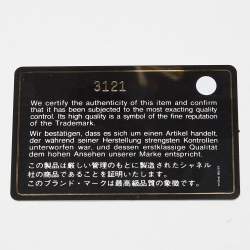 3121
We certify the authenticity of this item and confirm
that it has been subjected to the most exacting quality
control. Its high quality is a symbol of the fine reputation
of the Trademark.
Wir bestätigen, dass es sich um einen Artikel handelt,
der während seiner Herstellung strengsten Kontrollen
unterworfen war, und dessen erstklassige Qualität
dem hohen Ansehen unserer Marke entspricht.
この製品は厳しい管理のもとに製造されたシャネル
社の商品であることを証明いたします。
このブランド・マークは最高級品質の象徴です。